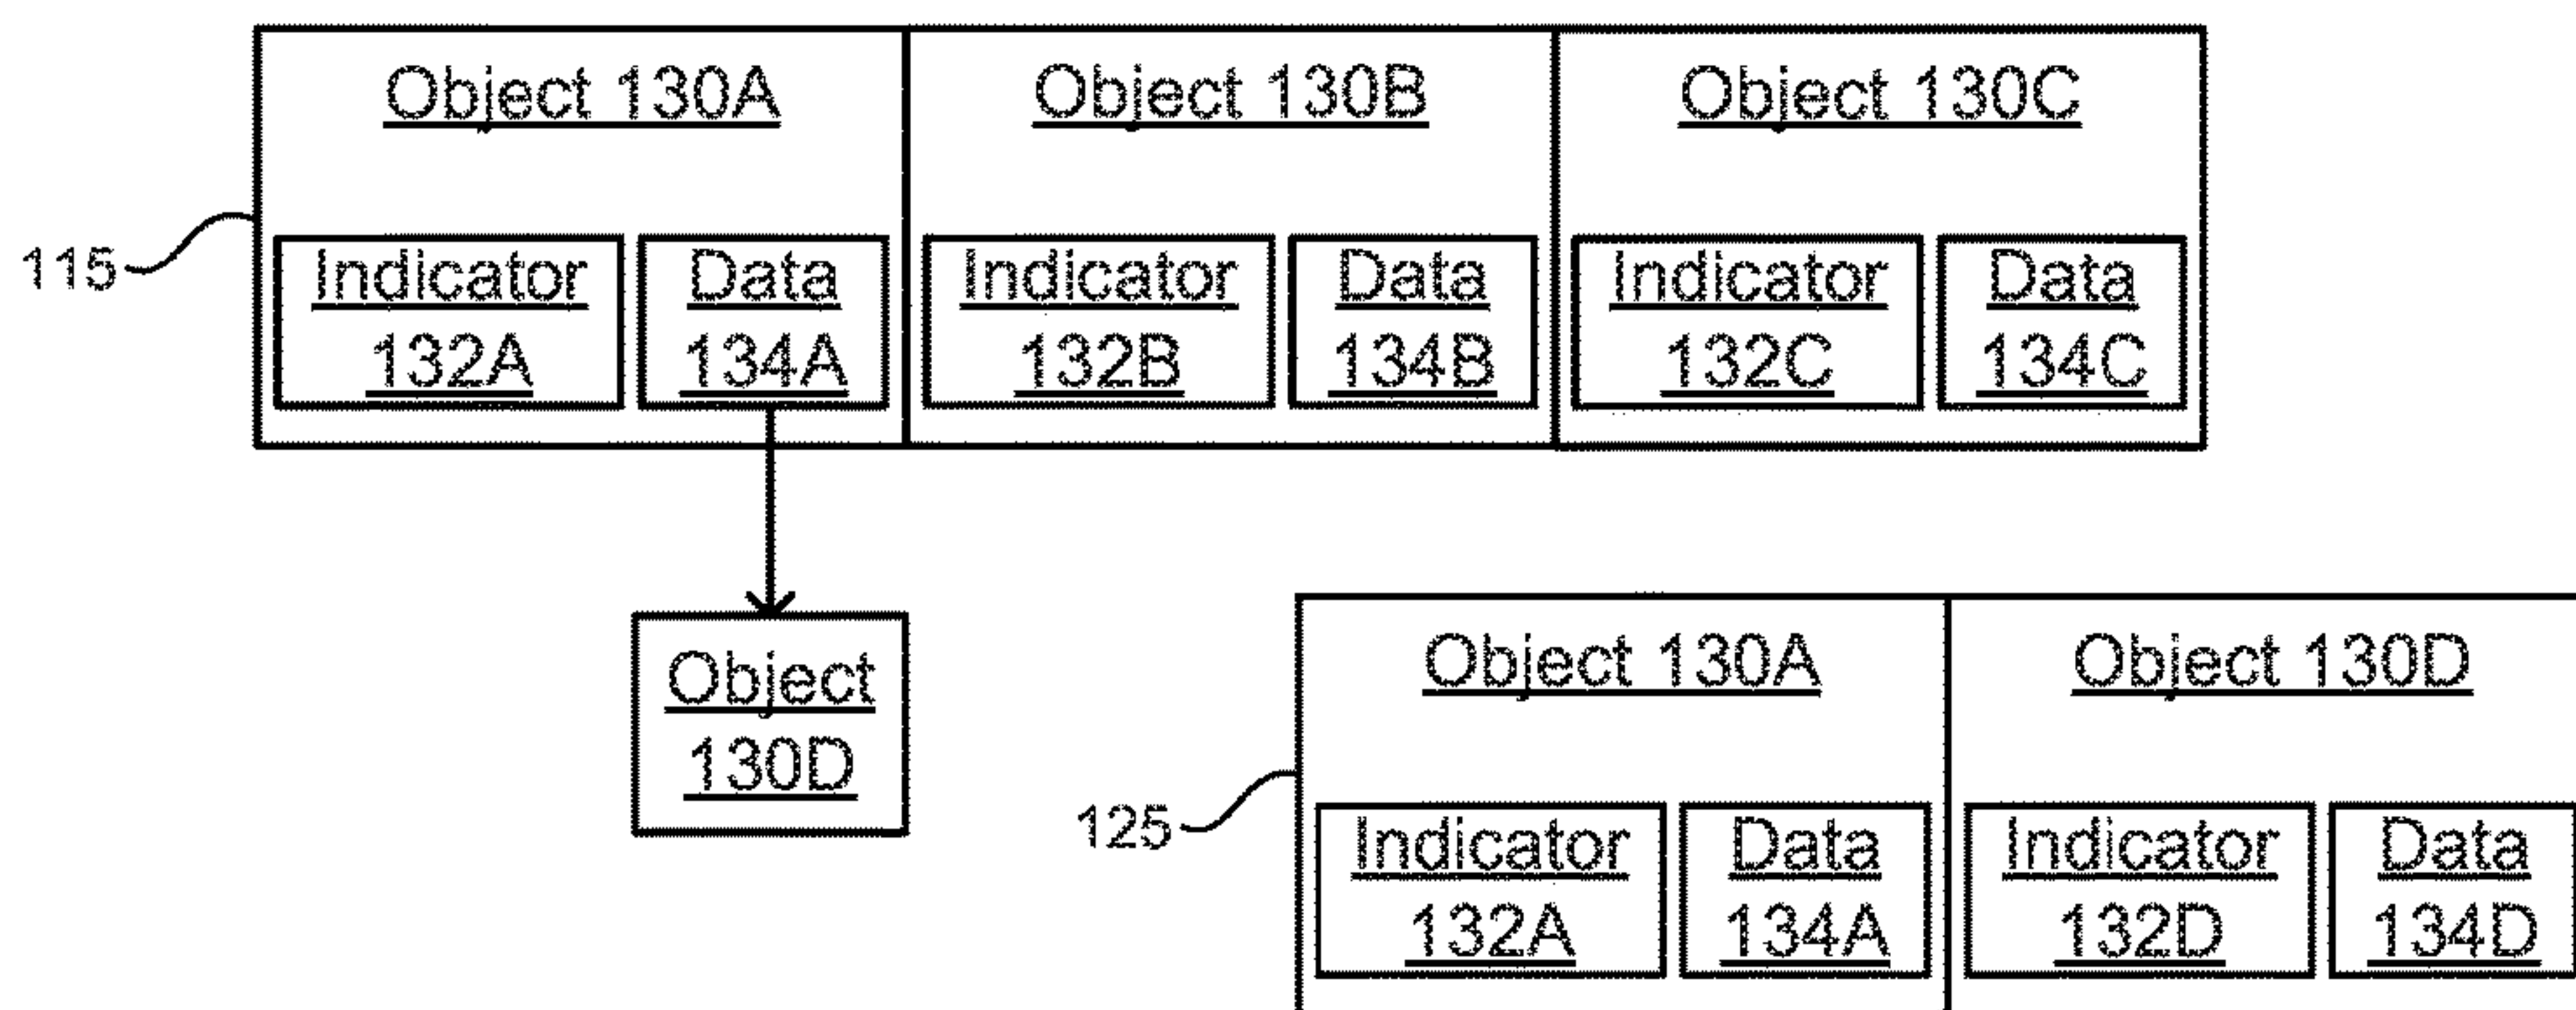 Object 130A Object 130B Object 130C
115
Indicator Data Indicator Data Indicator Data
132A 134A 132B 134B 132C 134C
Object
130D
Object 130A Object 130D
125
Indicator Data Indicator Data
132A 134A 132D 134D